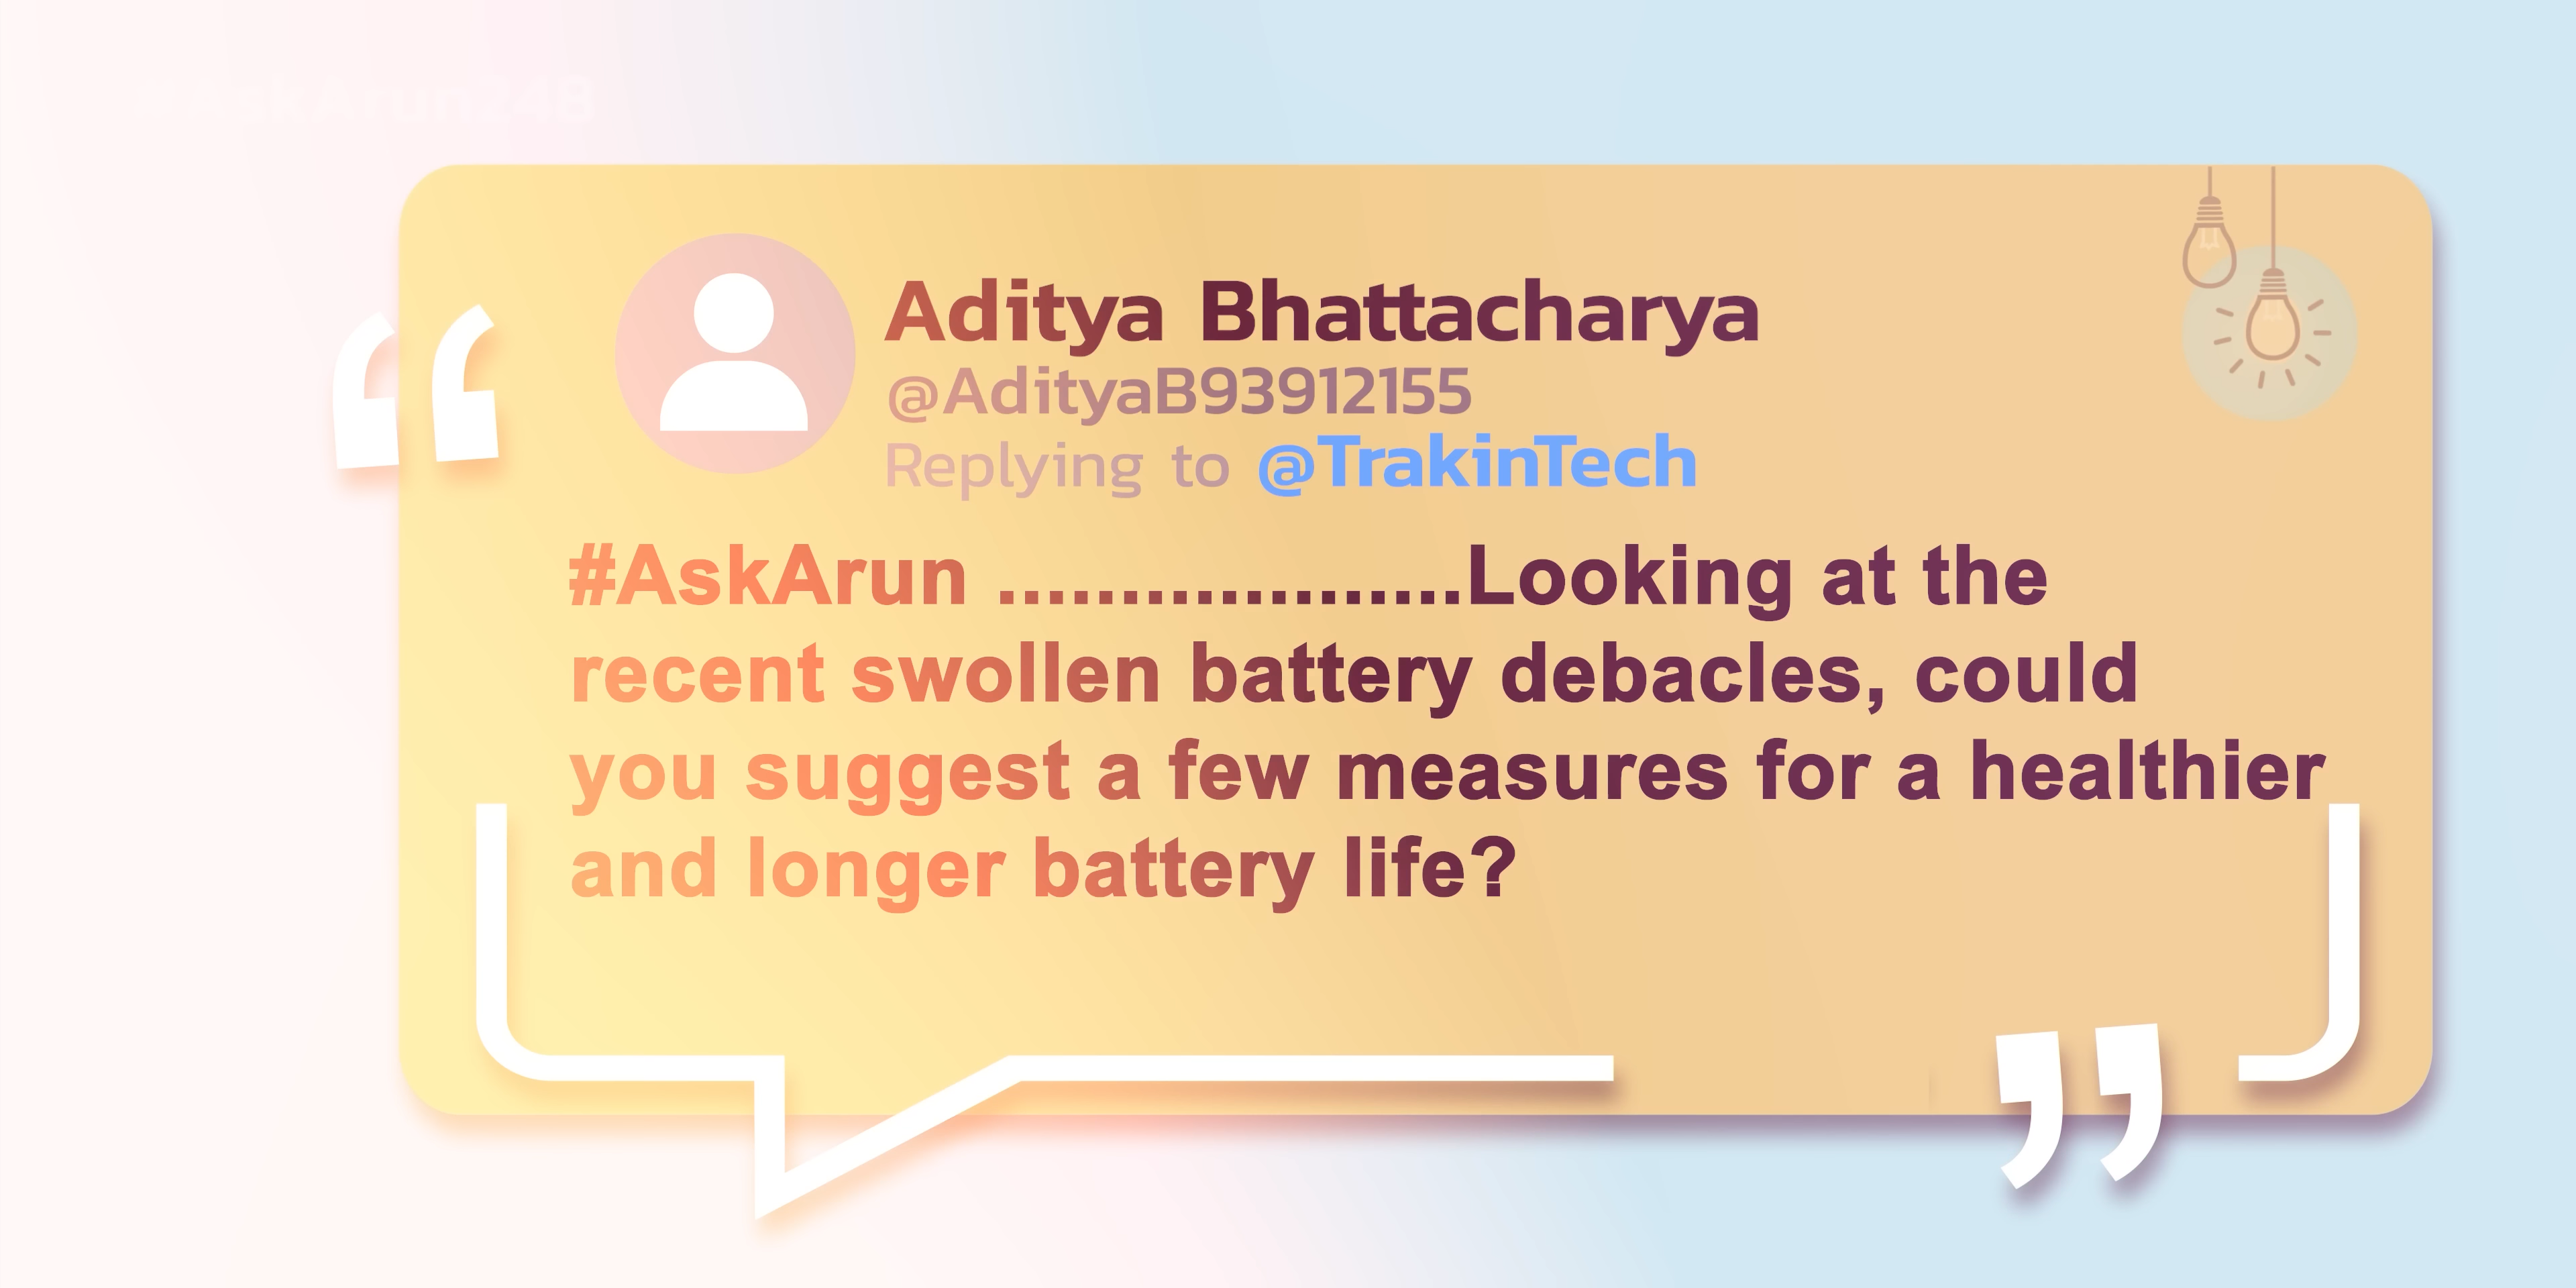 Arun248
Aditya Bhattacharya
@AdityaB93912155
Replying to @TrakinTech
#AskArun ...................Looking at the
recent swollen battery debacles, could
you suggest a few measures for a healthier
and longer battery life?